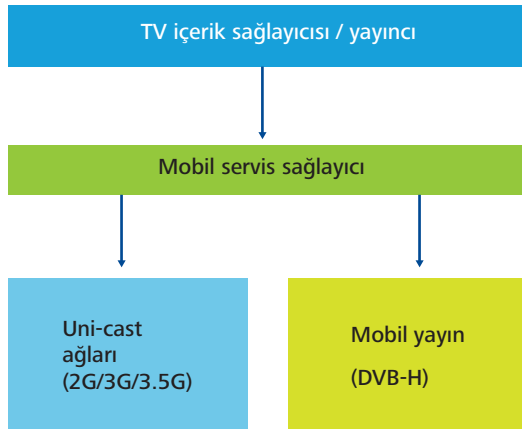 TV içerik sağlayıcısı / yayıncı
Mobil servis sağlayıcı
Uni-cast
ağları
(2G/3G/3.5G)
Mobil yayın
(DVB-H)